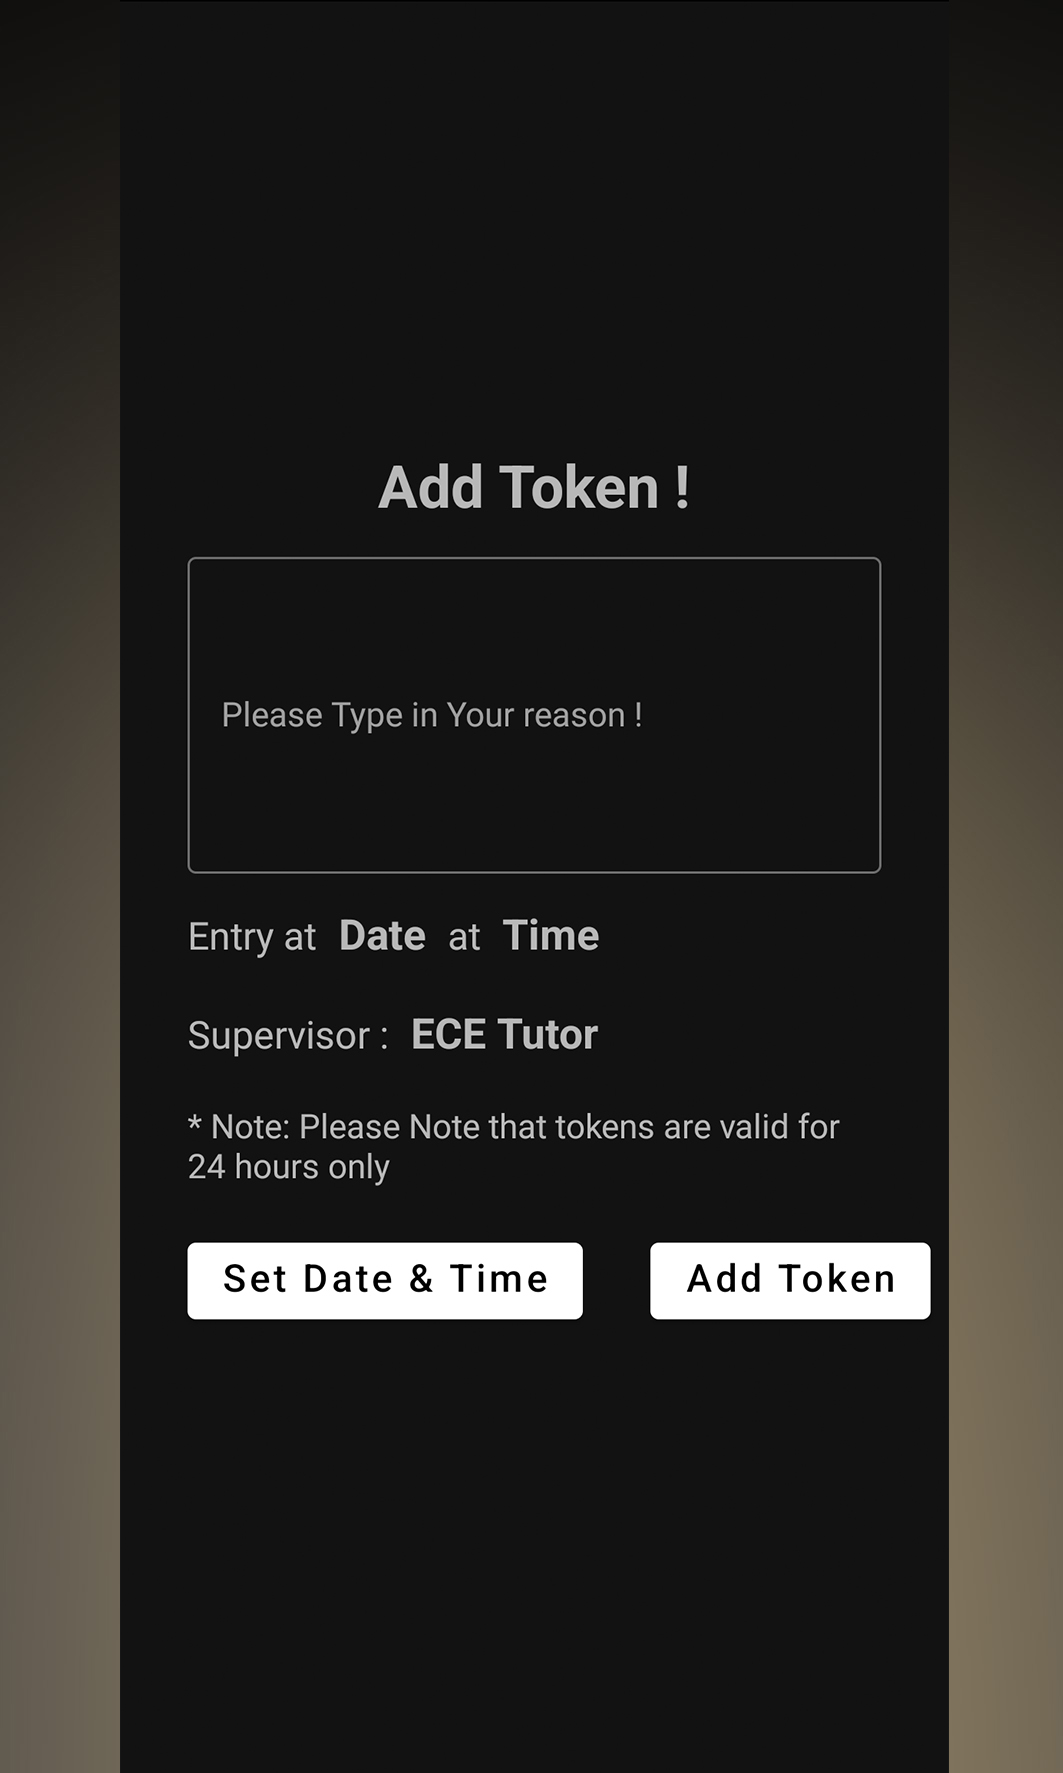 Add Token !
Please Type in Your reason !
Entry at Date at Time
Supervisor : ECE Tutor
* Note: Please Note that tokens are valid for
24 hours only
Set Date & Time Add Token